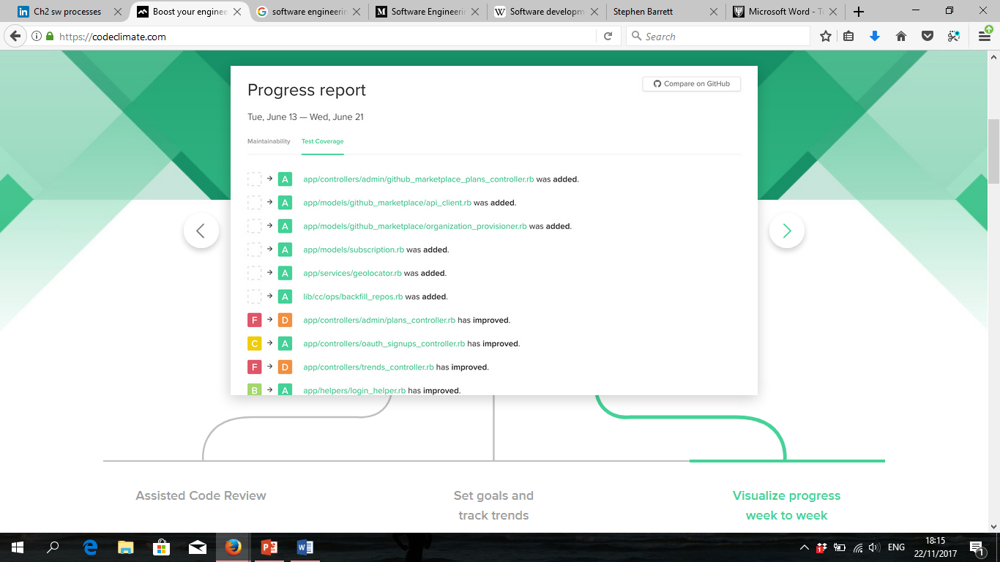 Ch2 sw processes
Boost your enginee
software engineerin
Software Engineerin
Software developm
Stephen Barrett
Microsoft Word - T
https://codeclimate.com
Search
Progress report
Compare on GitHub
Tue, June 13 — Wed, June 21
Maintainability Test Coverage
A app/controllers/admin/github_marketplace_plans_controller.rb was added.
A app/models/github_marketplace/api_client.rb was added.
A app/models/github_marketplace/organization_provisioner.rb was added.
A app/models/subscription.rb was added.
A app/services/geolocator.rb was added.
A lib/cc/ops/backfill_repos.rb was added.
F → D app/controllers/admin/plans_controller.rb has improved.
C → A app/controllers/oauth_signups_controller.rb has improved.
F → D app/controllers/trends_controller.rb has improved.
B → A app/helpers/login_helper.rb has improved.
Assisted Code Review
Set goals and
track trends
Visualize progress
week to week
ENG
18:15
22/11/2017
1